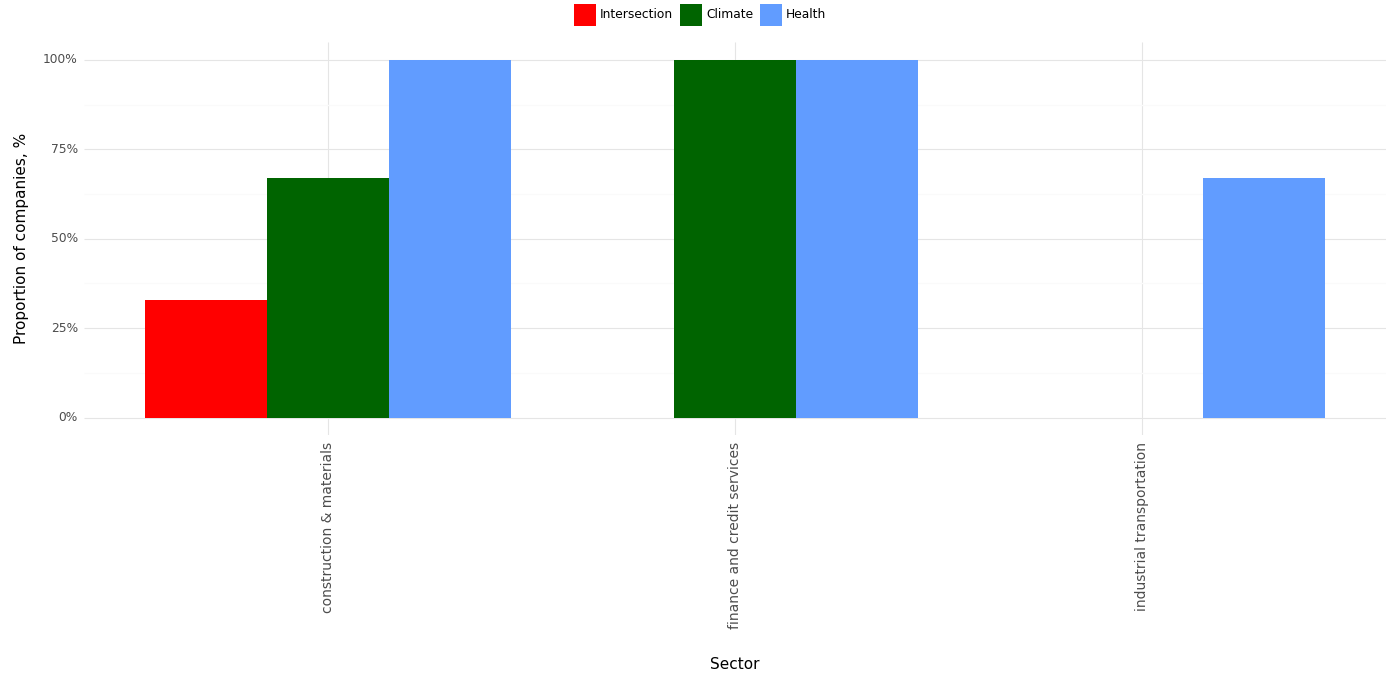 Intersection Climate Health
Proportion of companies, %
100%
75%
50%
25%
0%
construction & materials
finance and credit services
industrial transportation
Sector